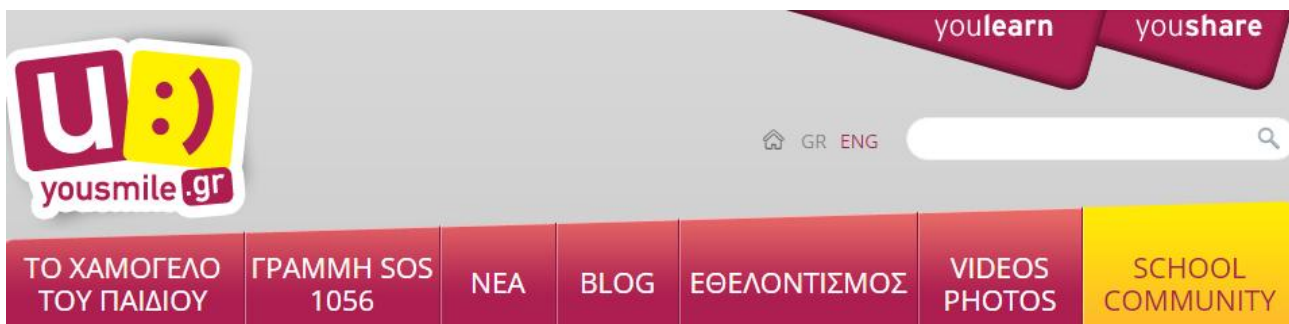 youlearn
youshare
u:)
yousmile.gr
GR ENG
ΤΟ ΧΑΜΟΓΕΛΟ
ΤΟΥ ΠΑΙΔΙΟΥ
ΓΡΑΜΜΗ SOS
1056
ΝΕΑ
BLOG
ΕΘΕΛΟΝΤΙΣΜΟΣ
VIDEOS
PHOTOS
SCHOOL
COMMUNITY